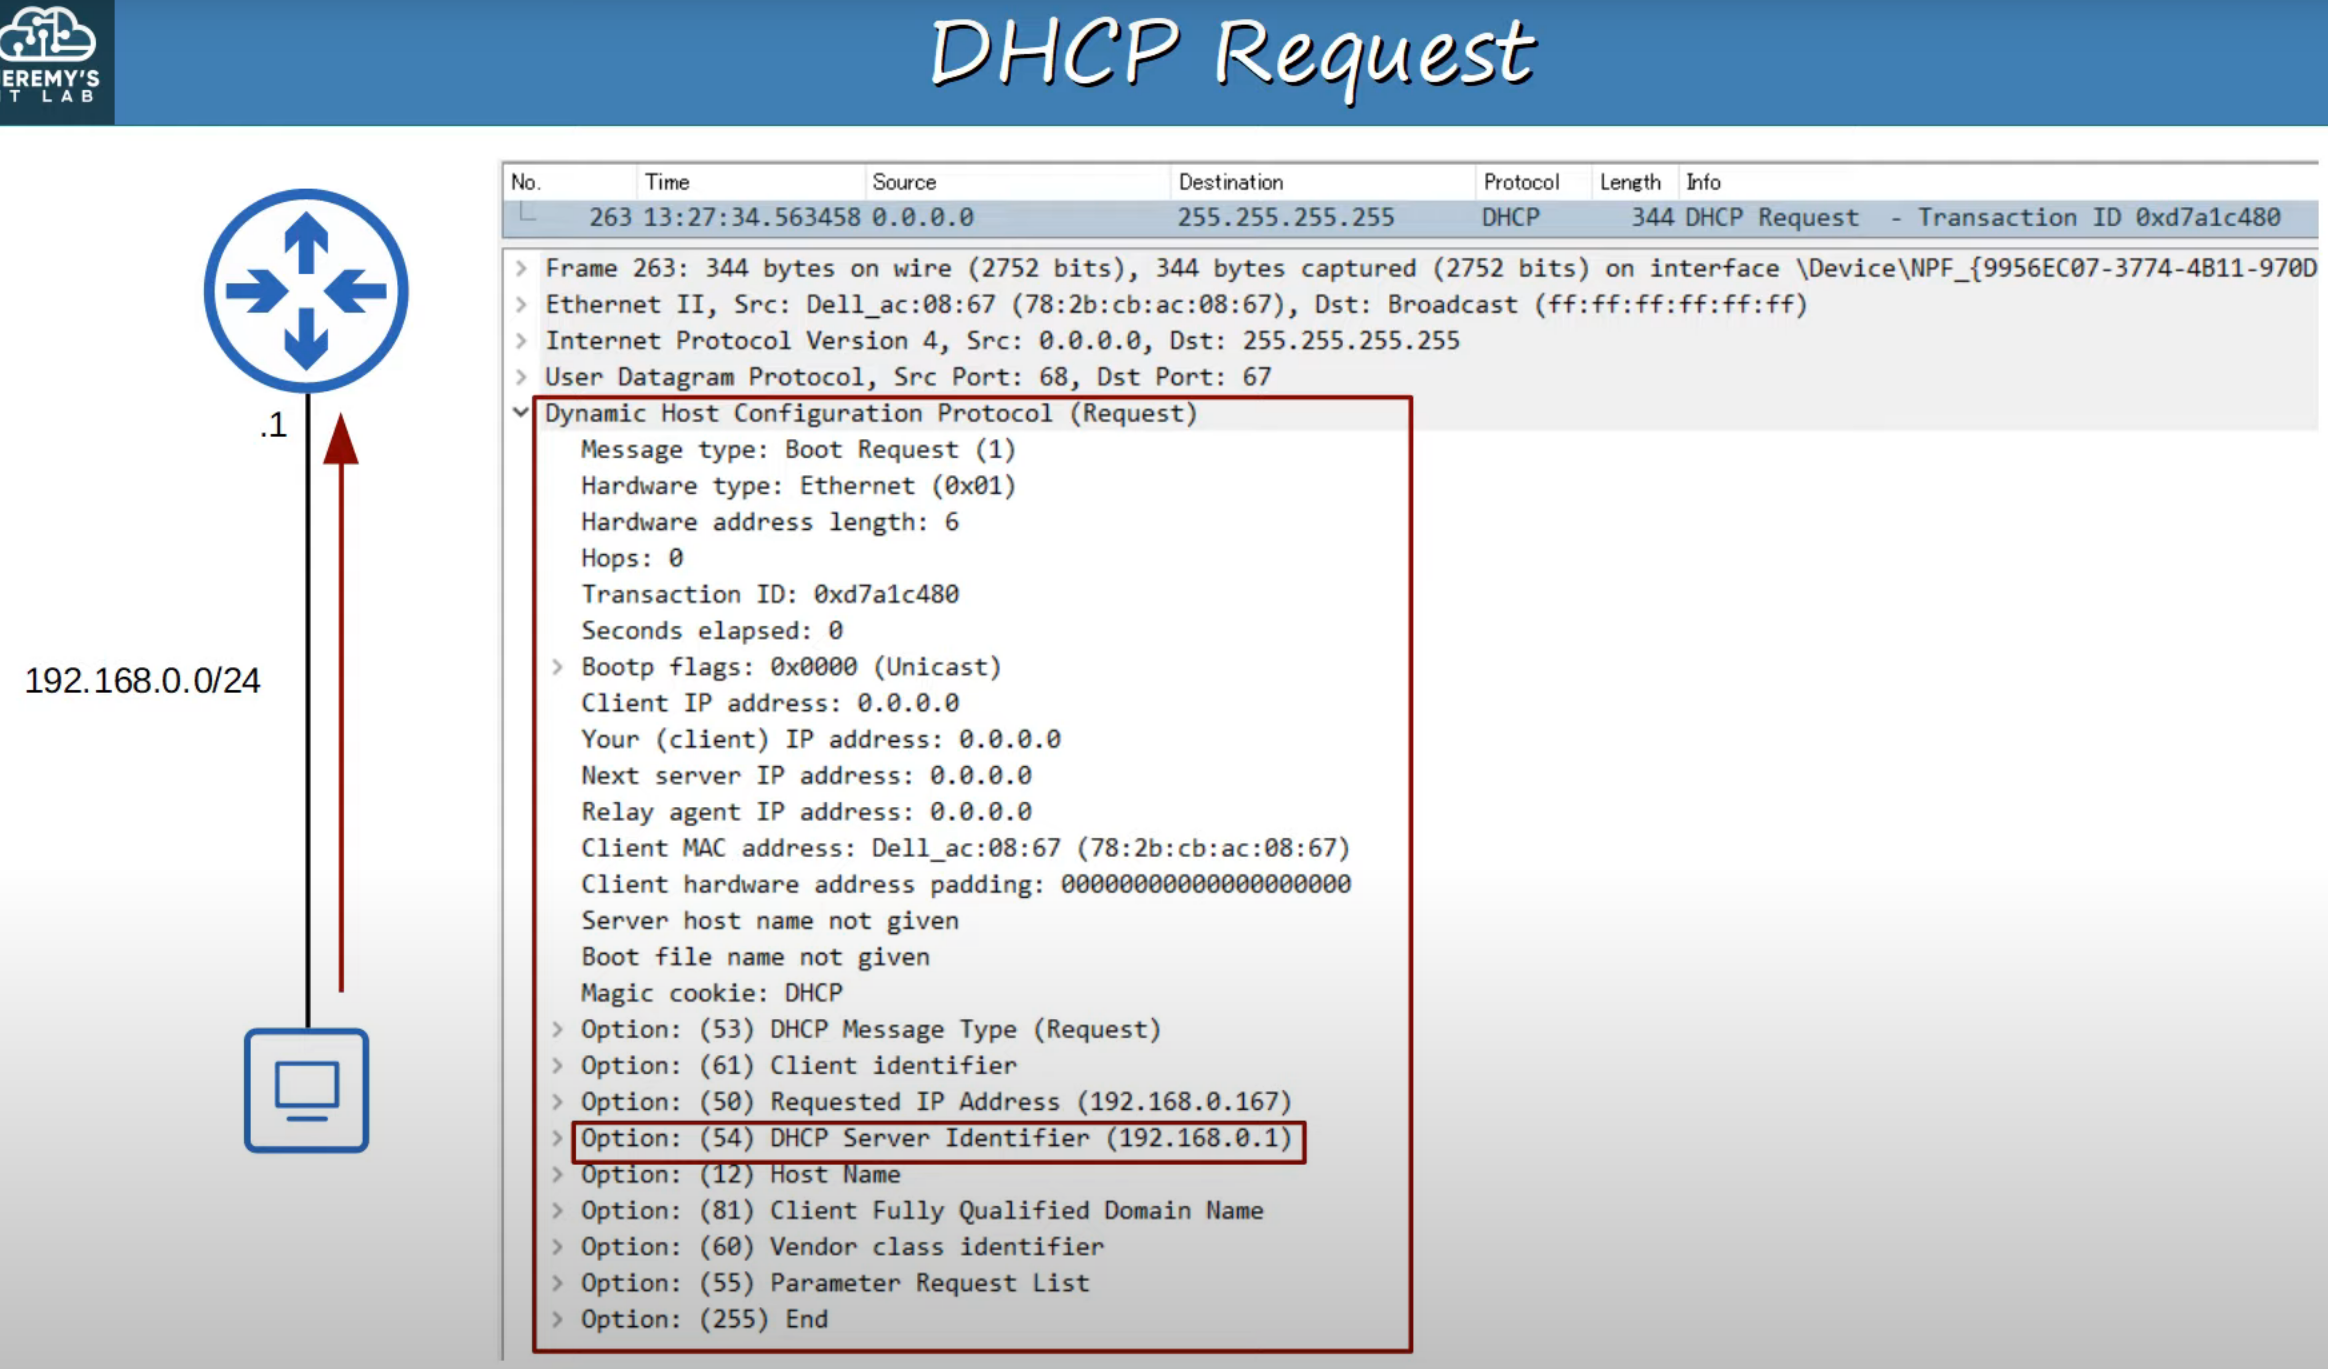 DHCP Request
EREMY'S
T LAB
No. Time Source Destination Protocol Length Info
263 13:27:34.563458 0.0.0.0 255.255.255.255 DHCP 344 DHCP Request - Transaction ID 0xd7a1c480
Frame 263: 344 bytes on wire (2752 bits), 344 bytes captured (2752 bits) on interface \Device\NPF_{9956EC07-3774-4B11-970D
Ethernet II, Src: Dell_ac:08:67 (78:2b:cb:ac:08:67), Dst: Broadcast (ff:ff:ff:ff:ff:ff)
Internet Protocol Version 4, Src: 0.0.0.0, Dst: 255.255.255.255
User Datagram Protocol, Src Port: 68, Dst Port: 67
Dynamic Host Configuration Protocol (Request)
Message type: Boot Request (1)
Hardware type: Ethernet (0x01)
Hardware address length: 6
Hops: 0
Transaction ID: 0xd7a1c480
Seconds elapsed: 0
Bootp flags: 0x0000 (Unicast)
Client IP address: 0.0.0.0
Your (client) IP address: 0.0.0.0
Next server IP address: 0.0.0.0
Relay agent IP address: 0.0.0.0
Client MAC address: Dell_ac:08:67 (78:2b:cb:ac:08:67)
Client hardware address padding: 00000000000000000000
Server host name not given
Boot file name not given
Magic cookie: DHCP
Option: (53) DHCP Message Type (Request)
Option: (61) Client identifier
Option: (50) Requested IP Address (192.168.0.167)
Option: (54) DHCP Server Identifier (192.168.0.1)
Option: (12) Host Name
Option: (81) Client Fully Qualified Domain Name
Option: (60) Vendor class identifier
Option: (55) Parameter Request List
Option: (255) End
.1
192.168.0.0/24